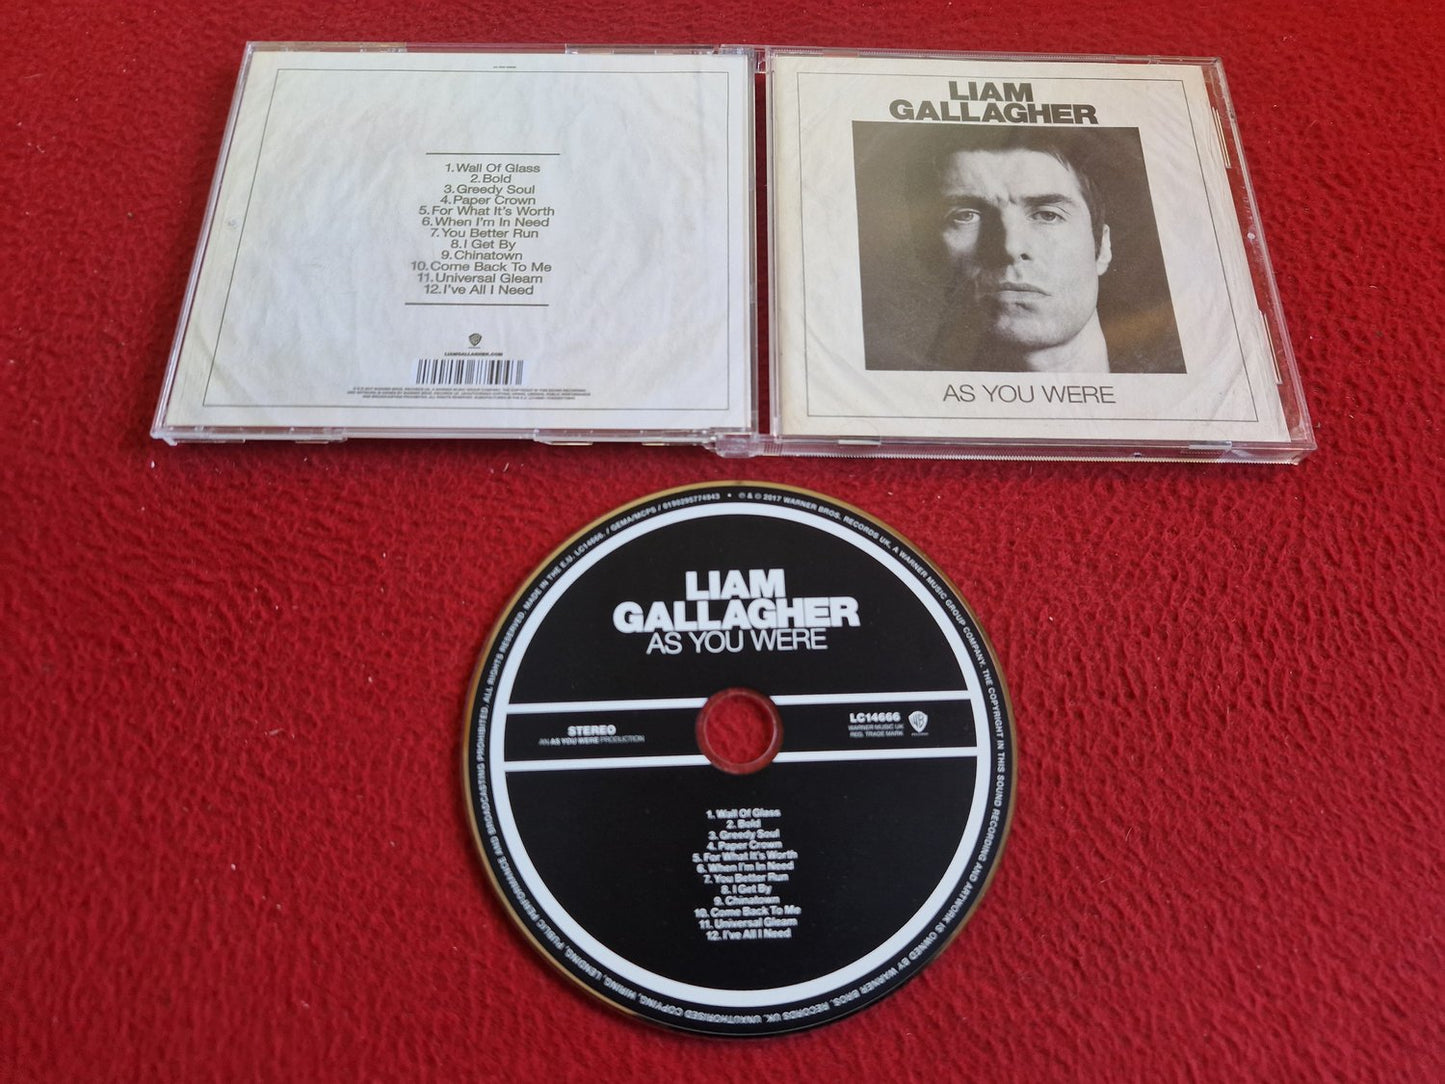 1. Wall Of Glass
2. Bold
3. Greedy Soul
4. Paper Crown
5. For What It's Worth
6. When I'm In Need
7. You Better Run
8. I Get By
9. Chinatown
10. Come Back To Me
11. Universal Gleam
12. I've All I Need
LIAMGALLAGHER.COM
LIAM
GALLAGHER
AS YOU WERE
MADE IN THE E.U. LC14666. / GEMA/MCPS / 0190295774943 • ℗ & © 2017 WARNER BROS. RECORDS UK, A WARNER MUSIC GROUP COMPANY. THE COPYRIGHT IN THIS SOUND RECORDING AND ARTWORK IS OWNED BY WARNER BROS. RECORDS UK. UNAUTHORISED COPYING, HIRING, LENDING, PUBLIC PERFORMANCE AND BROADCASTING PROHIBITED. ALL RIGHTS RESERVED.
LIAM
GALLAGHER
AS YOU WERE
STEREO
AN AS YOU WERE PRODUCTION
LC14666
WARNER MUSIC UK
REG. TRADE MARK
1. Wall Of Glass
2. Bold
3. Greedy Soul
4. Paper Crown
5. For What It's Worth
6. When I'm In Need
7. You Better Run
8. I Get By
9. Chinatown
10. Come Back To Me
11. Universal Gleam
12. I've All I Need